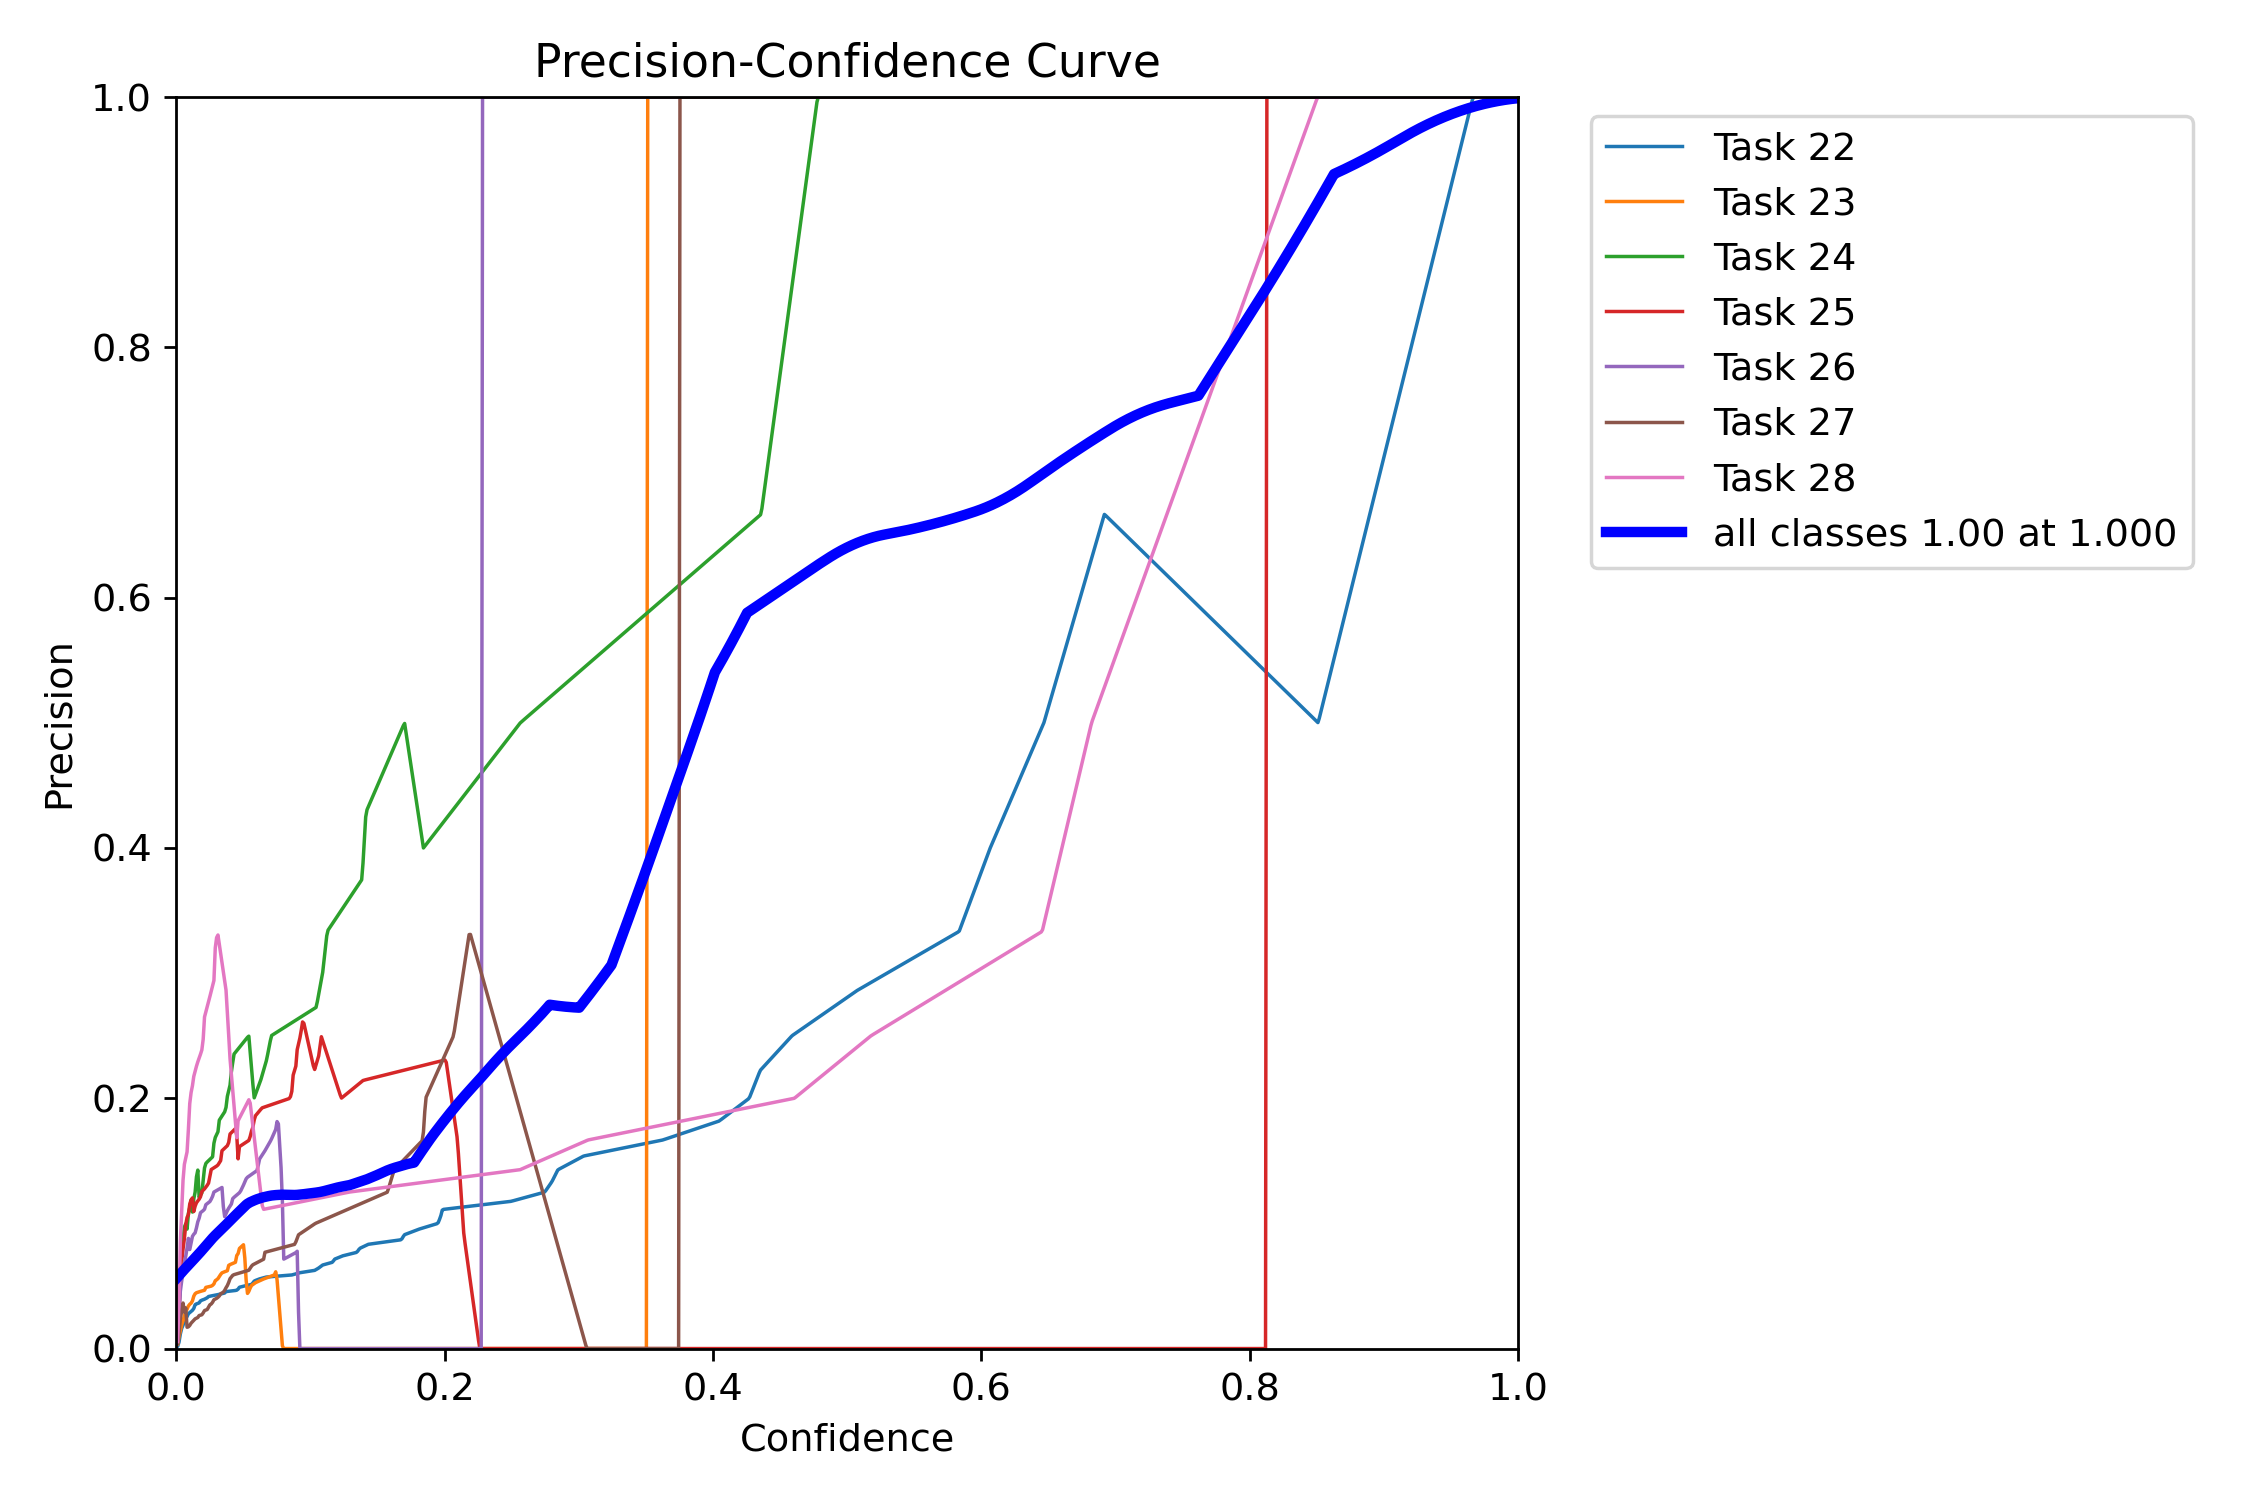 Precision-Confidence Curve
1.0
0.8
0.6
0.4
0.2
0.0
Precision
0.0 0.2 0.4 0.6 0.8 1.0
Confidence
Task 22
Task 23
Task 24
Task 25
Task 26
Task 27
Task 28
all classes 1.00 at 1.000